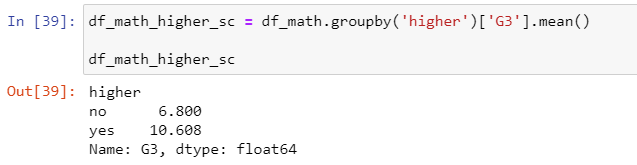 In [39]: df_math_higher_sc = df_math.groupby('higher')['G3'].mean()
df_math_higher_sc
Out[39]: higher
no 6.800
yes 10.608
Name: G3, dtype: float64